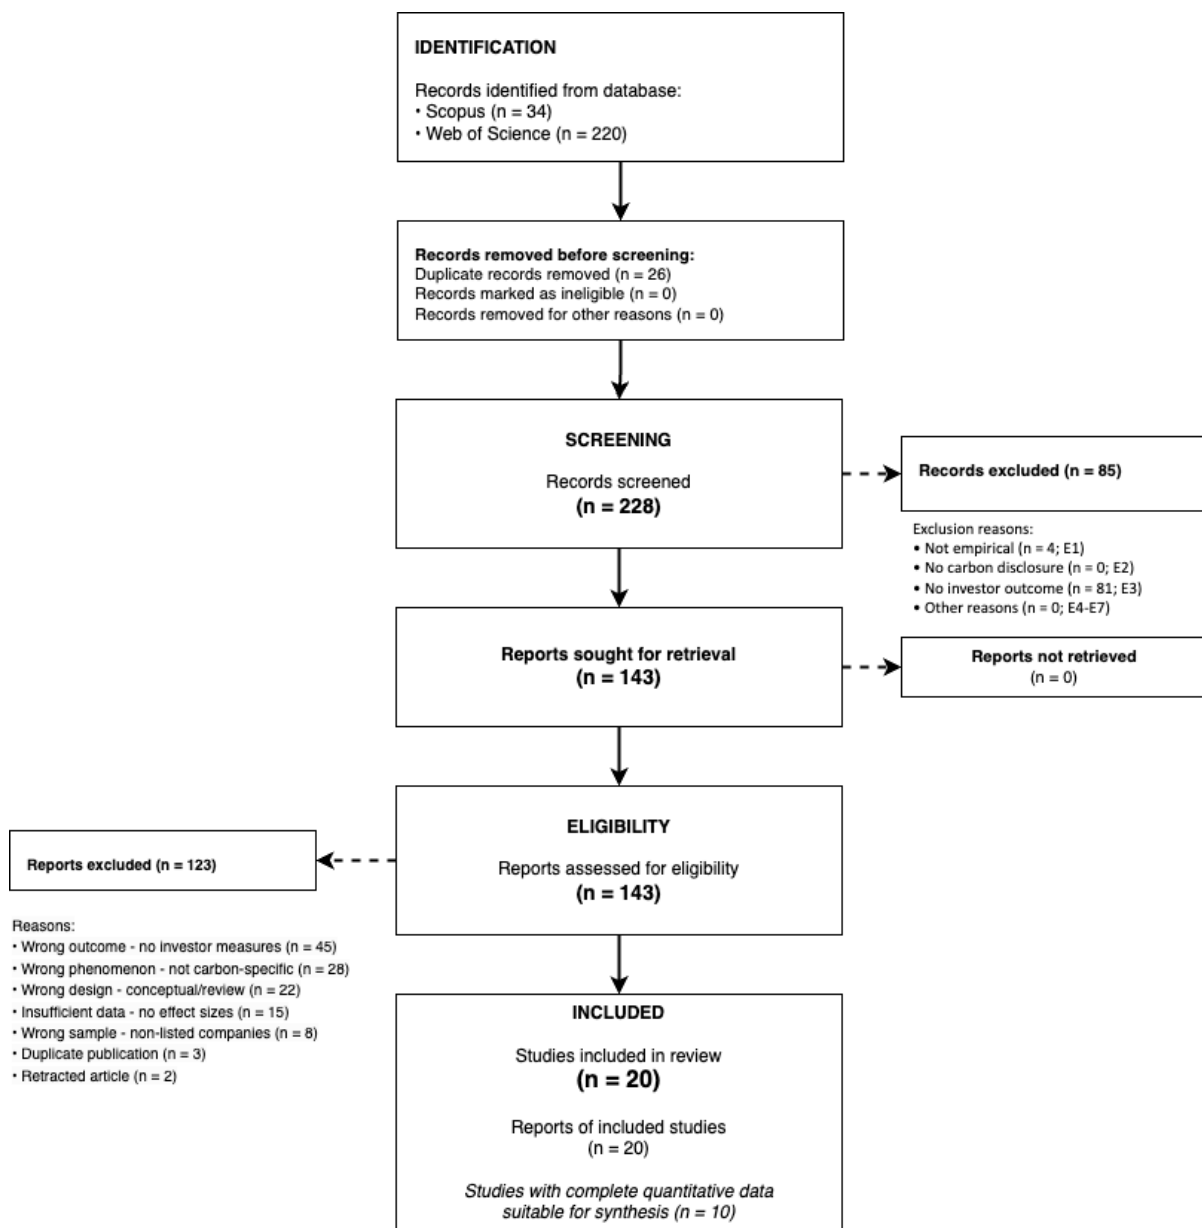 IDENTIFICATION
Records identified from database:
• Scopus (n = 34)
• Web of Science (n = 220)
Records removed before screening:
Duplicate records removed (n = 26)
Records marked as ineligible (n = 0)
Records removed for other reasons (n = 0)
SCREENING
Records screened
(n = 228)
Records excluded (n = 85)
Exclusion reasons:
• Not empirical (n = 4; E1)
• No carbon disclosure (n = 0; E2)
• No investor outcome (n = 81; E3)
• Other reasons (n = 0; E4-E7)
Reports sought for retrieval
(n = 143)
Reports not retrieved
(n = 0)
ELIGIBILITY
Reports assessed for eligibility
(n = 143)
Reports excluded (n = 123)
Reasons:
• Wrong outcome - no investor measures (n = 45)
• Wrong phenomenon - not carbon-specific (n = 28)
• Wrong design - conceptual/review (n = 22)
• Insufficient data - no effect sizes (n = 15)
• Wrong sample - non-listed companies (n = 8)
• Duplicate publication (n = 3)
• Retracted article (n = 2)
INCLUDED
Studies included in review
(n = 20)
Reports of included studies
(n = 20)
Studies with complete quantitative data
suitable for synthesis (n = 10)